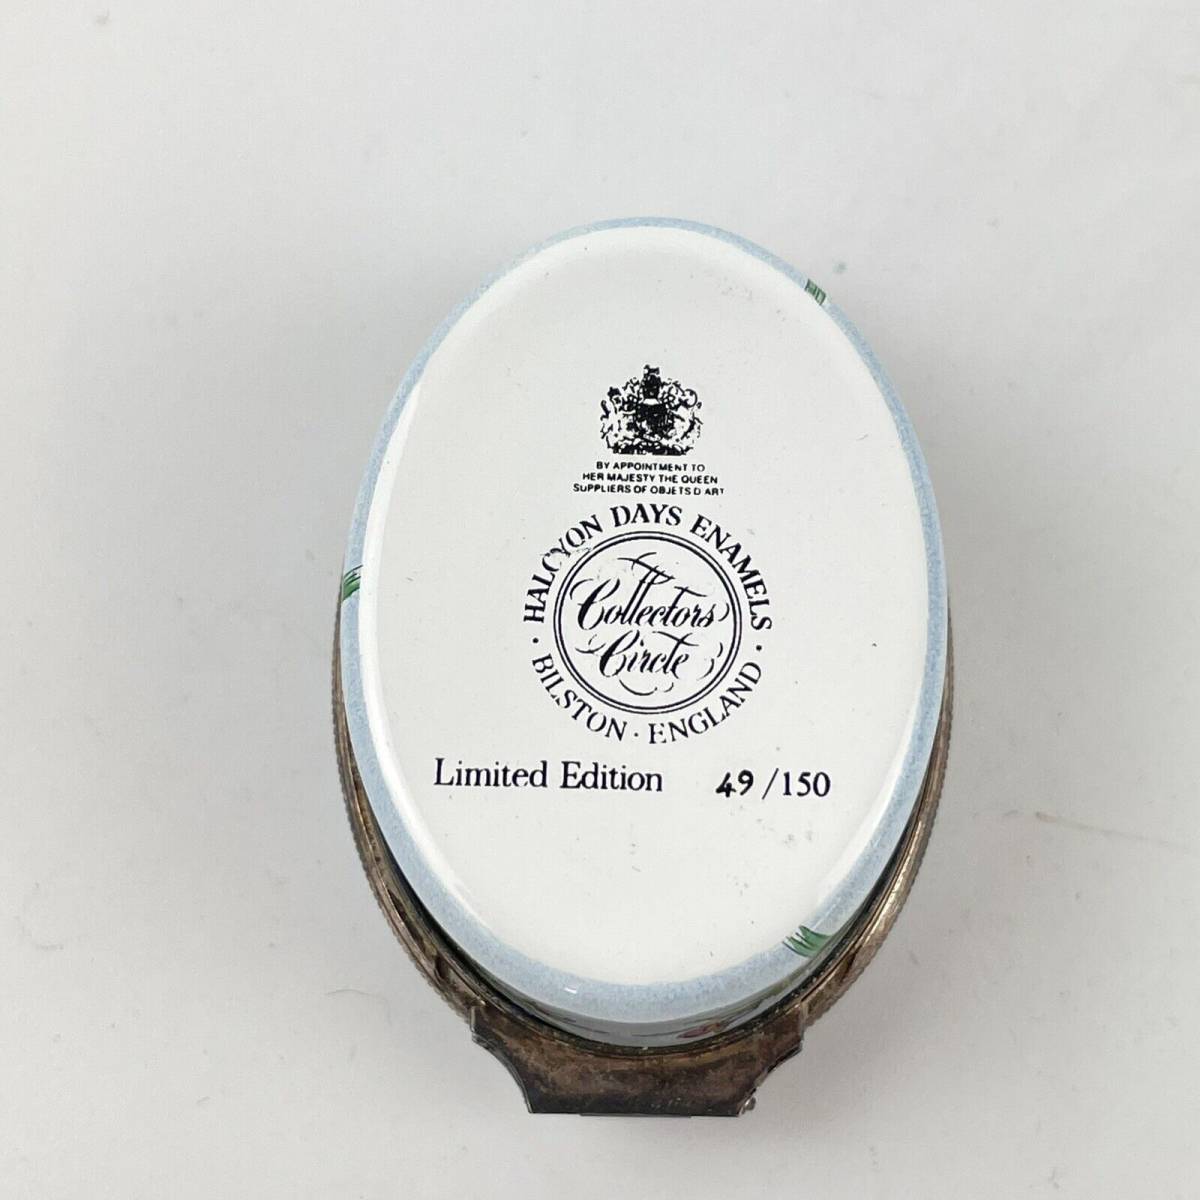 BY APPOINTMENT TO
HER MAJESTY THE QUEEN
SUPPLIERS OF OBJETS D ART
HALCYON DAYS ENAMELS
Collectors
Circle
· BILSTON · ENGLAND ·
Limited Edition 49/150